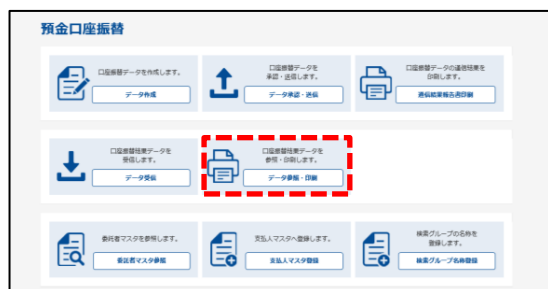 預金口座振替
口座振替データを作成します。
データ作成
口座振替データを
承認・送信します。
データ承認・送信
口座振替データの通信結果を
印刷します。
通信結果報告書印刷
口座振替結果データを
受信します。
データ受信
口座振替結果データを
参照・印刷します。
データ参照・印刷
委託者マスタを参照します。
委託者マスタ参照
支払人マスタへ登録します。
支払人マスタ登録
検索グループの名称を
登録します。
検索グループ名称登録